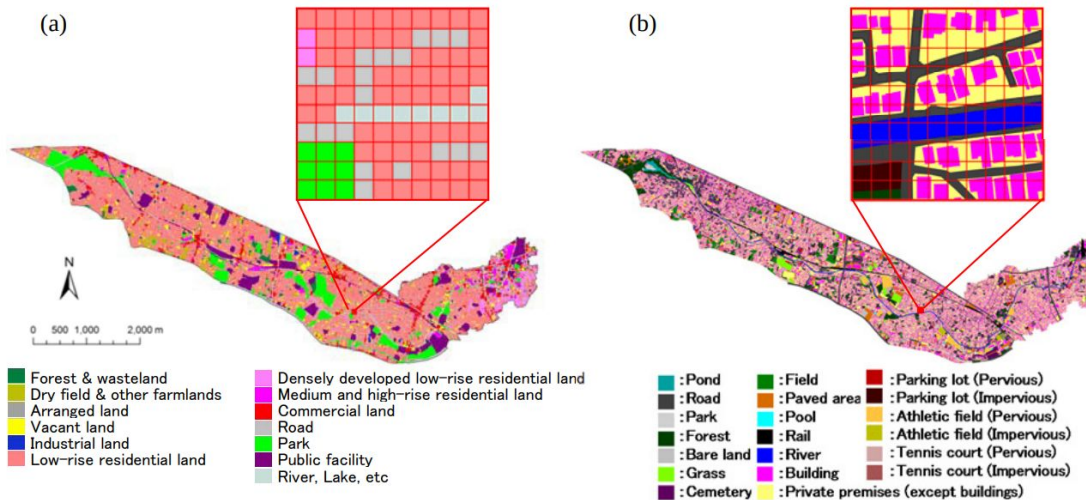 (a)
(b)
N
0 500 1,000 2,000 m
Forest & wasteland
Dry field & other farmlands
Arranged land
Vacant land
Industrial land
Low-rise residential land
Densely developed low-rise residential land
Medium and high-rise residential land
Commercial land
Road
Park
Public facility
River, Lake, etc
:Pond
:Road
:Park
:Forest
:Bare land
:Grass
:Cemetery
:Field
:Paved area
:Pool
:Rail
:River
:Building
:Private premises (except buildings)
:Parking lot (Pervious)
:Parking lot (Impervious)
:Athletic field (Pervious)
:Athletic field (Impervious)
:Tennis court (Pervious)
:Tennis court (Impervious)